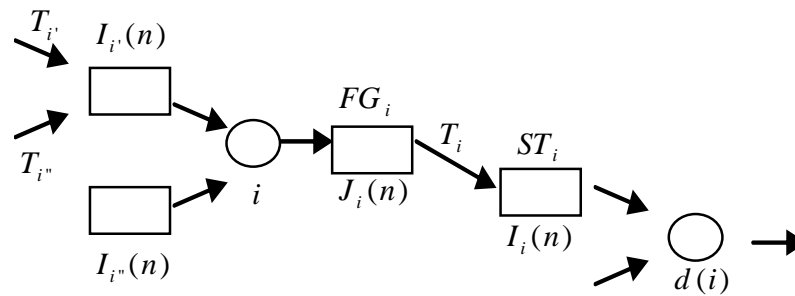 T_{i'}
I_{i'}(n)
FG_i
T_i
ST_i
T_{i"}
i
J_i(n)
I_i(n)
I_{i"}(n)
d(i)